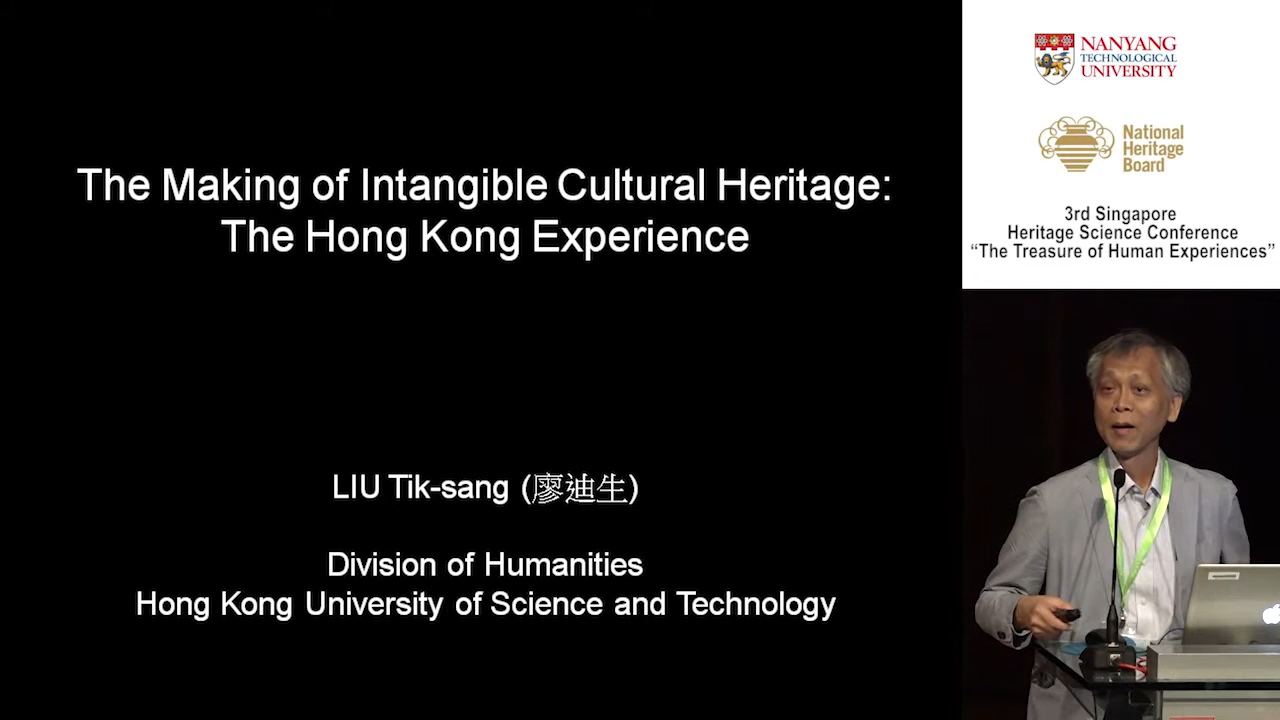 The Making of Intangible Cultural Heritage:
The Hong Kong Experience
LIU Tik-sang (廖迪生)
Division of Humanities
Hong Kong University of Science and Technology
NANYANG
TECHNOLOGICAL
UNIVERSITY
National
Heritage
Board
3rd Singapore
Heritage Science Conference
“The Treasure of Human Experiences”